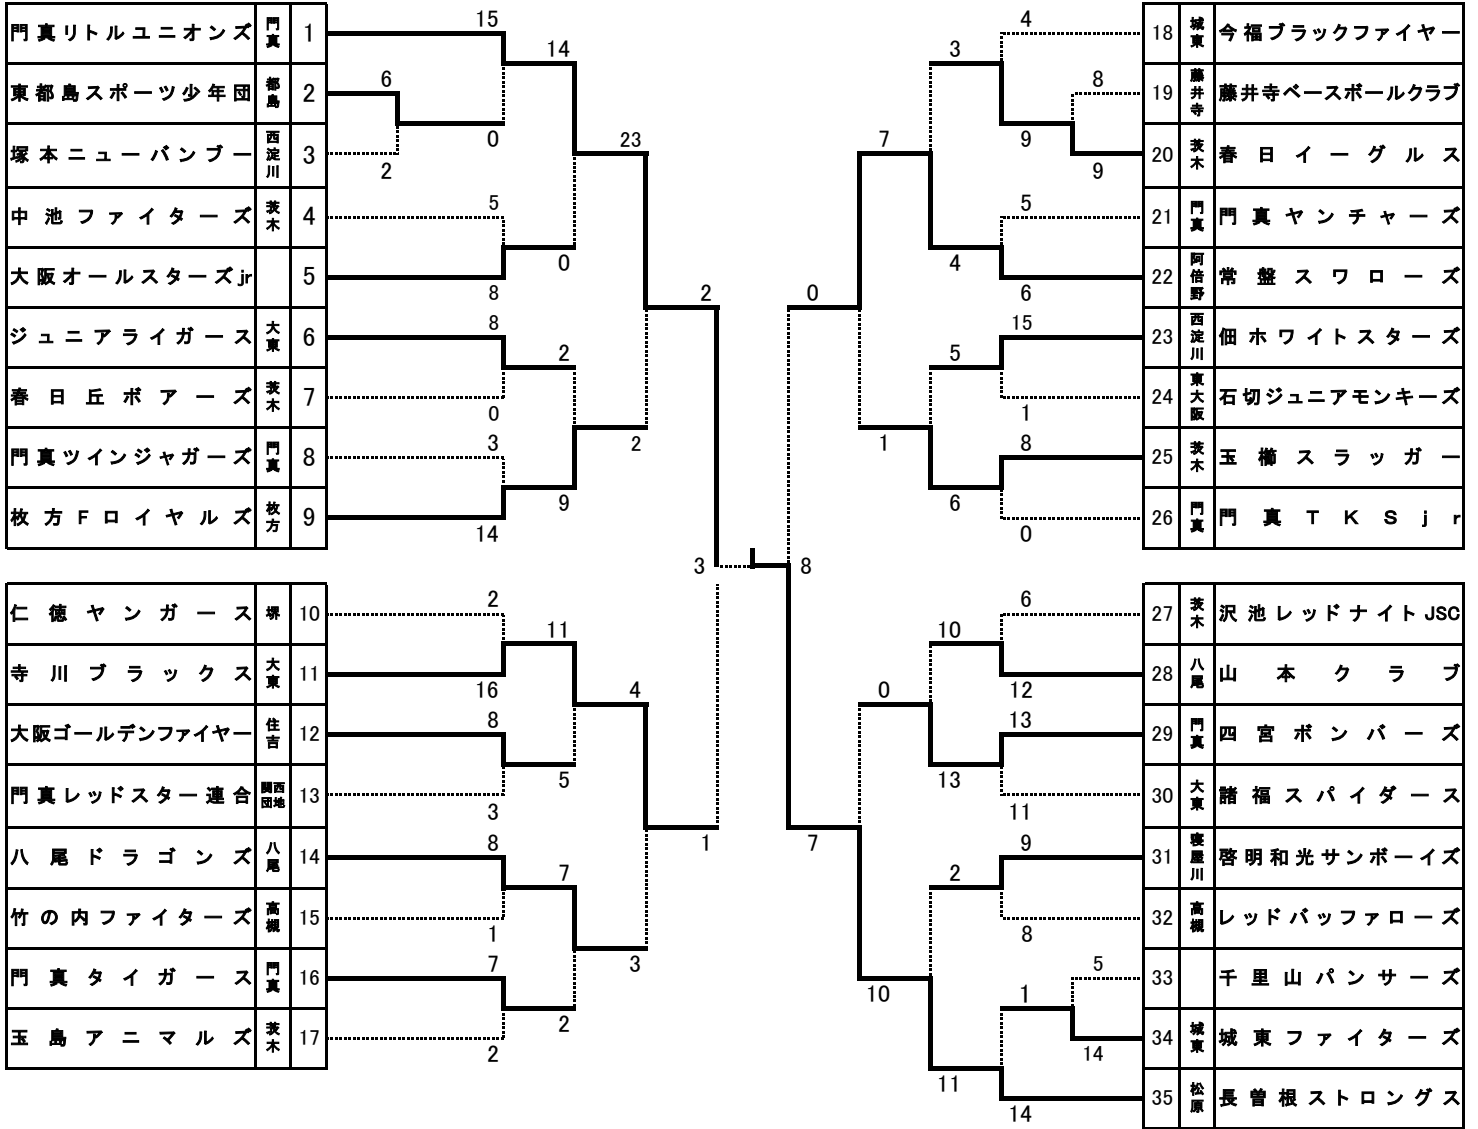 門真リトルユニオンズ 門真 1
東都島スポーツ少年団 都島 2
塚本ニューバンブー 西淀川 3
中池ファイターズ 茨木 4
大阪オールスターズjr 5
ジュニアライガース 大東 6
春日丘ボアーズ 茨木 7
門真ツインジャガーズ 門真 8
枚方Fロイヤルズ 枚方 9
仁徳ヤンガース 堺 10
寺川ブラックス 大東 11
大阪ゴールデンファイヤー 住吉 12
門真レッドスター連合 関西団地 13
八尾ドラゴンズ 八尾 14
竹の内ファイターズ 高槻 15
門真タイガース 門真 16
玉島アニマルズ 茨木 17
15
6
2
0
5
8
8
0
3
14
14
0
2
9
23
2
2
2
16
8
3
8
1
7
2
11
5
7
2
4
3
1
3
8
0
7
7
1
3
4
5
6
4
8
9
9
5
6
15
1
8
0
0
10
10
13
2
11
6
12
13
11
9
8
1
5
14
14
18 城東 今福ブラックファイヤー
19 藤井寺 藤井寺ベースボールクラブ
20 茨木 春日イーグルス
21 門真 門真ヤンチャーズ
22 阿倍野 常盤スワローズ
23 西淀川 佃ホワイトスターズ
24 東大阪 石切ジュニアモンキーズ
25 茨木 玉櫛スラッガー
26 門真 門真TKSjr
27 茨木 沢池レッドナイトJSC
28 八尾 山本クラブ
29 門真 四宮ボンバーズ
30 大東 諸福スパイダース
31 寝屋川 啓明和光サンボーイズ
32 高槻 レッドバッファローズ
33 千里山パンサーズ
34 城東 城東ファイターズ
35 松原 長曽根ストロングス